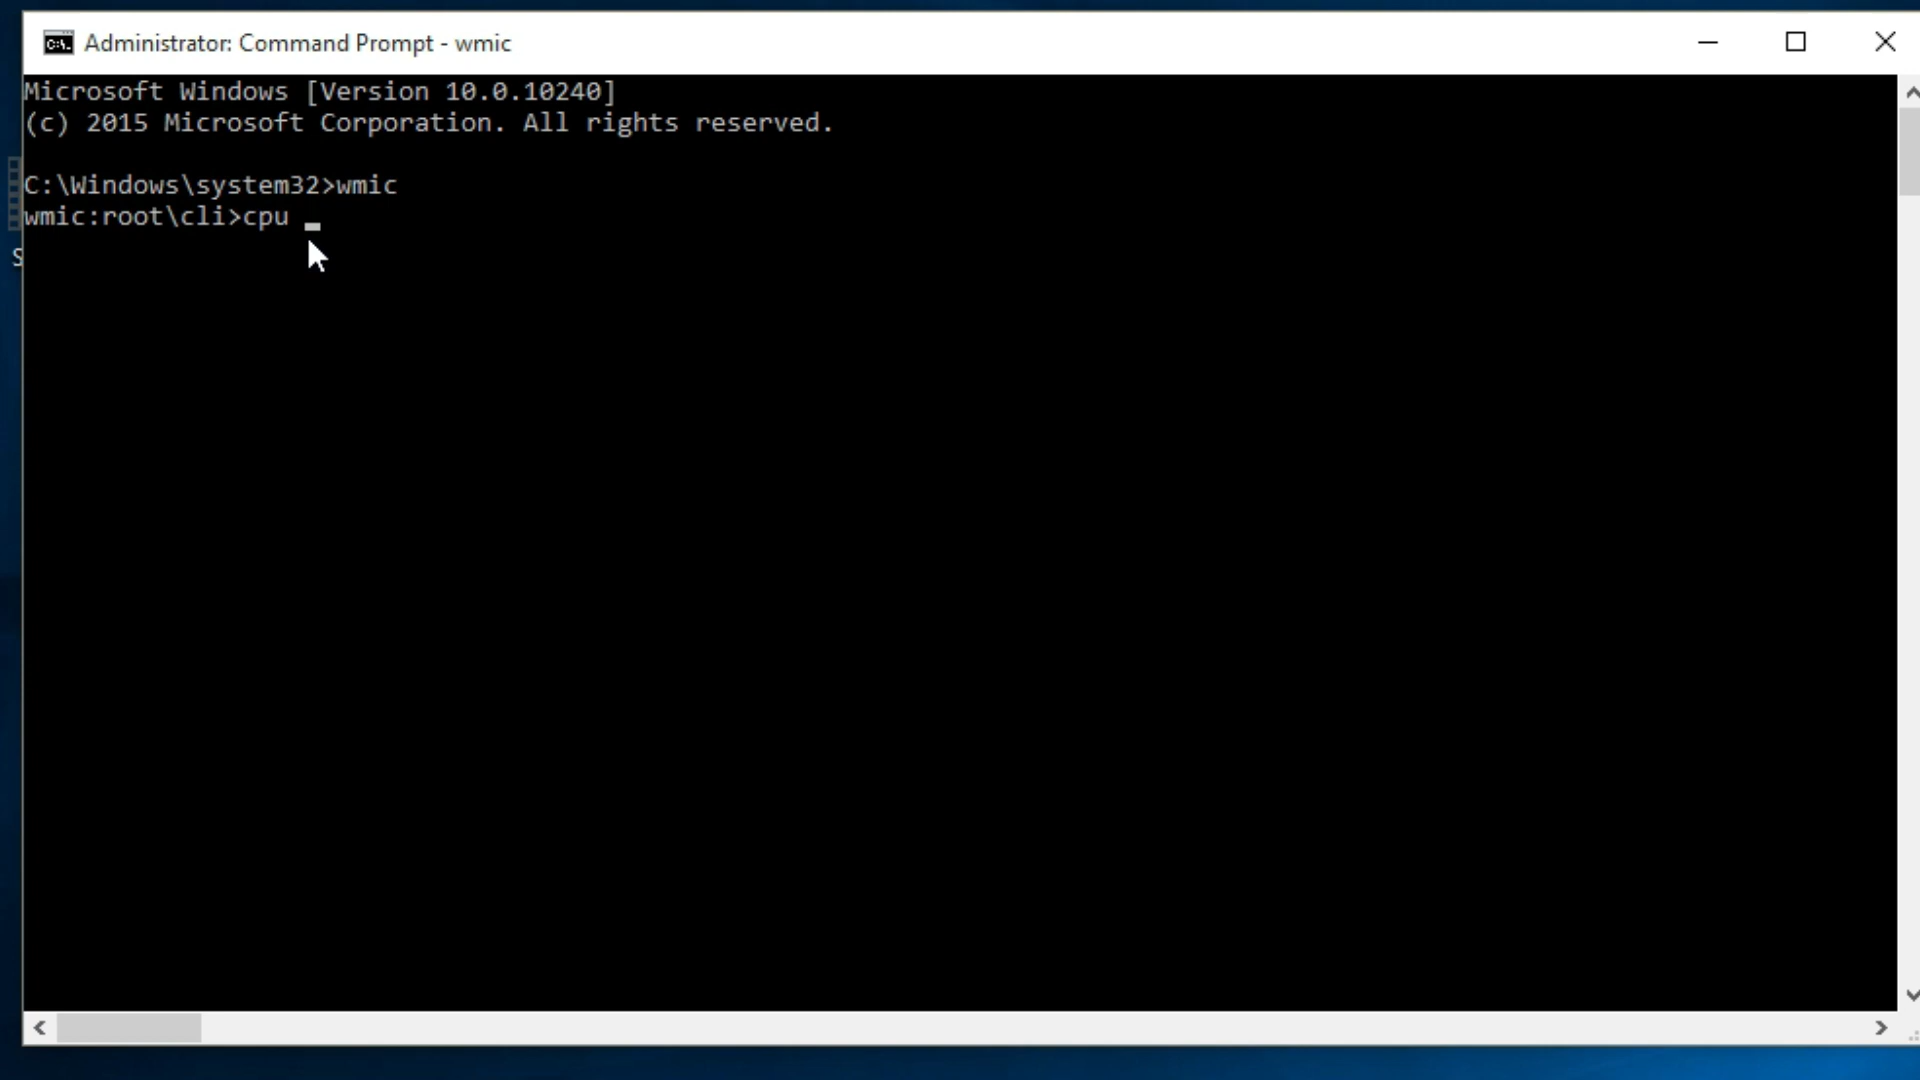 Administrator: Command Prompt - wmic
Microsoft Windows [Version 10.0.10240]
(c) 2015 Microsoft Corporation. All rights reserved.
C:\Windows\system32>wmic
wmic:root\cli>cpu
S